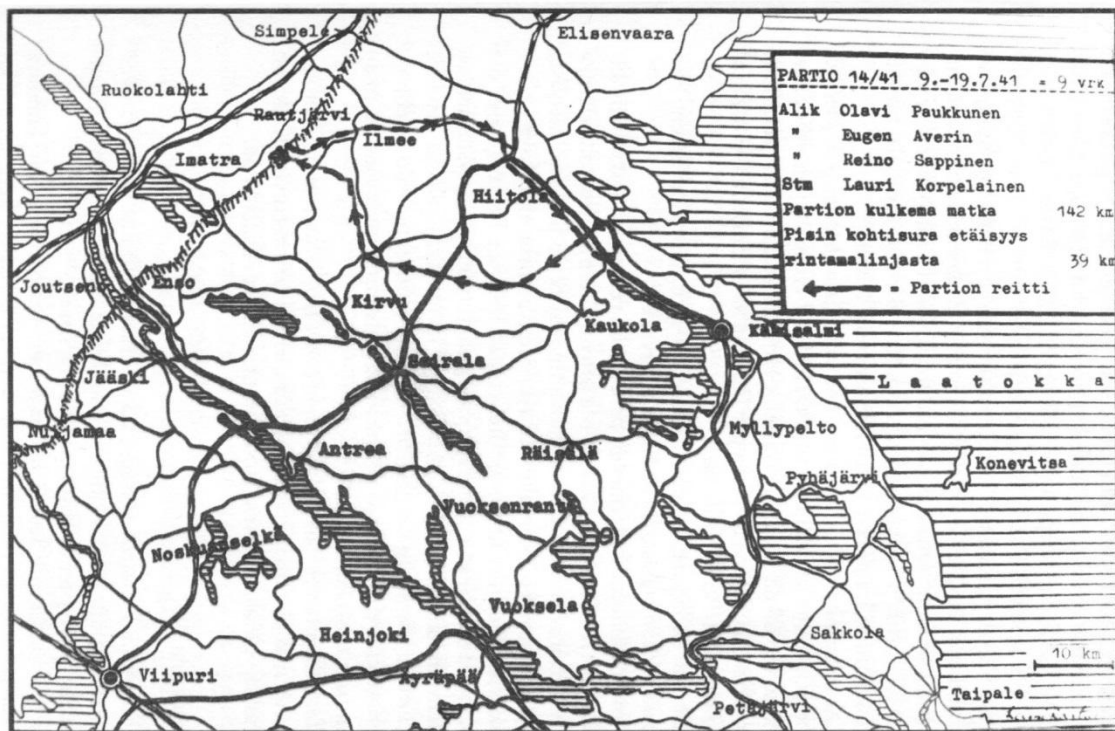 Simpele
Elisenvaara
PARTIO 14/41 9.-19.7.41 = 9 vrk
Alik Olavi Paukkunen
" Eugen Averin
" Reino Sappinen
Stm Lauri Korpelainen
Partion kulkema matka 142 km
Pisin kohtisura etäisyys
rintamalinjasta 39 km
= Partion reitti
Ruokolahti
Rautjärvi
Ilmee
Imatra
Hiitola
Joutseno
Enso
Kirvu
Kaukola
Käkisalmi
Sairala
Jääski
Laatokka
Nuijamaa
Antrea
Räisälä
Myllypelto
Konevitsa
Pyhäjärvi
Vuoksenranta
Noskuanselkä
Vuoksela
Heinjoki
Sakkola
Viipuri
Äyräpää
10 km
Petäjärvi
Taipale